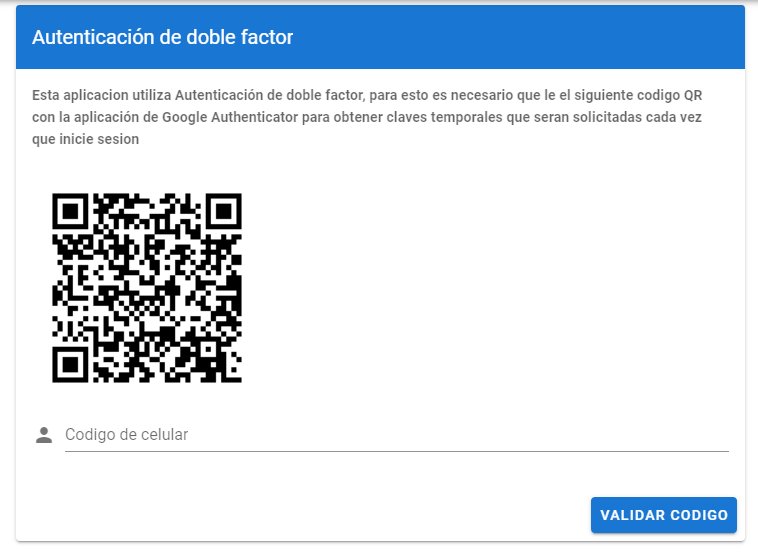 Autenticación de doble factor
Esta aplicacion utiliza Autenticación de doble factor, para esto es necesario que le el siguiente codigo QR
con la aplicación de Google Authenticator para obtener claves temporales que seran solicitadas cada vez
que inicie sesion
Codigo de celular
VALIDAR CODIGO